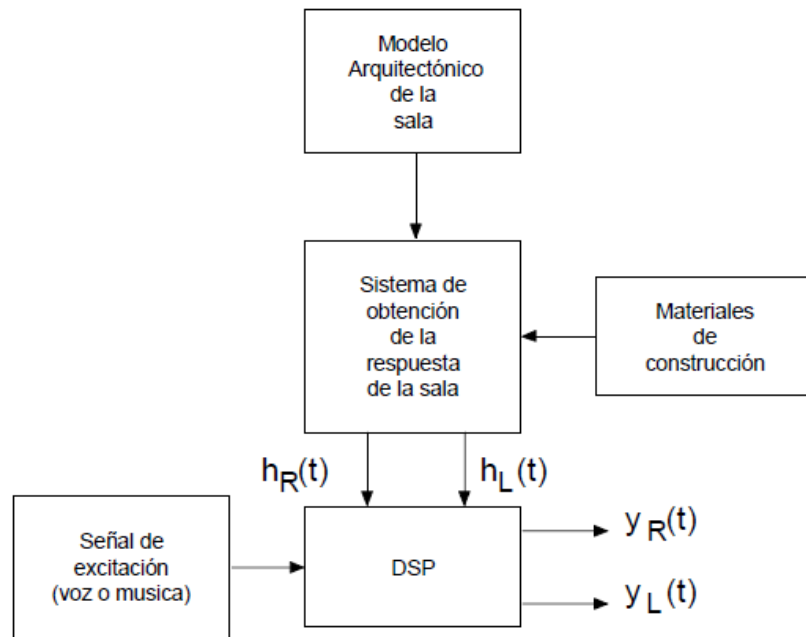 Modelo
Arquitectónico
de la
sala
Sistema de
obtención
de la
respuesta
de la sala
Materiales
de
construcción
h_R(t)
h_L(t)
Señal de
excitación
(voz o musica)
DSP
y_R(t)
y_L(t)